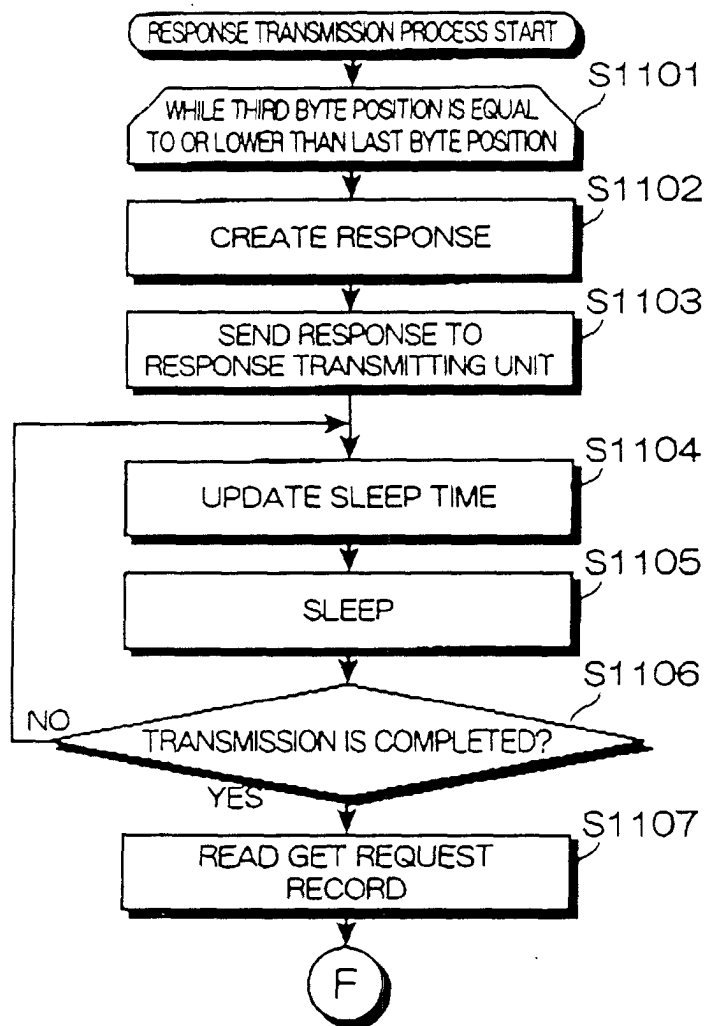 RESPONSE TRANSMISSION PROCESS START
S1101
WHILE THIRD BYTE POSITION IS EQUAL
TO OR LOWER THAN LAST BYTE POSITION
S1102
CREATE RESPONSE
S1103
SEND RESPONSE TO
RESPONSE TRANSMITTING UNIT
S1104
UPDATE SLEEP TIME
S1105
SLEEP
S1106
NO
TRANSMISSION IS COMPLETED?
YES
S1107
READ GET REQUEST
RECORD
F